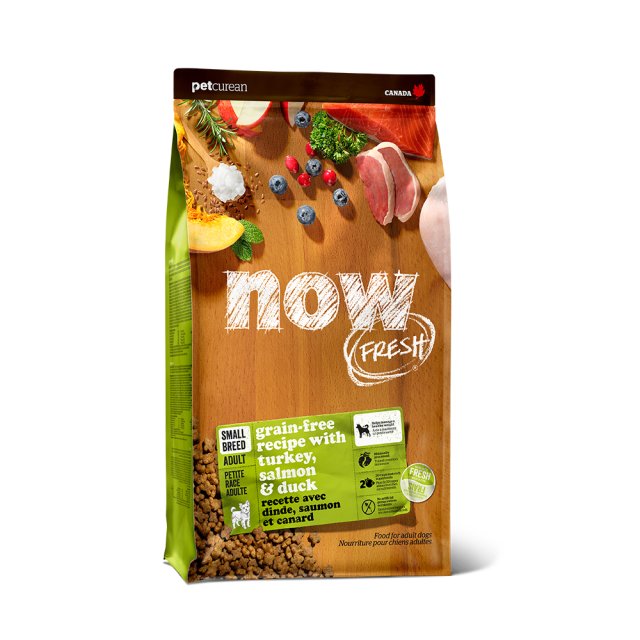 petcurean
CANADA
now
FRESH
SMALL
BREED
ADULT
PETITE
RACE
ADULTE
grain-free
recipe with
turkey,
salmon
& duck
recette avec
dinde, saumon
et canard
FRESH
Food for adult dogs
Nourriture pour chiens adultes